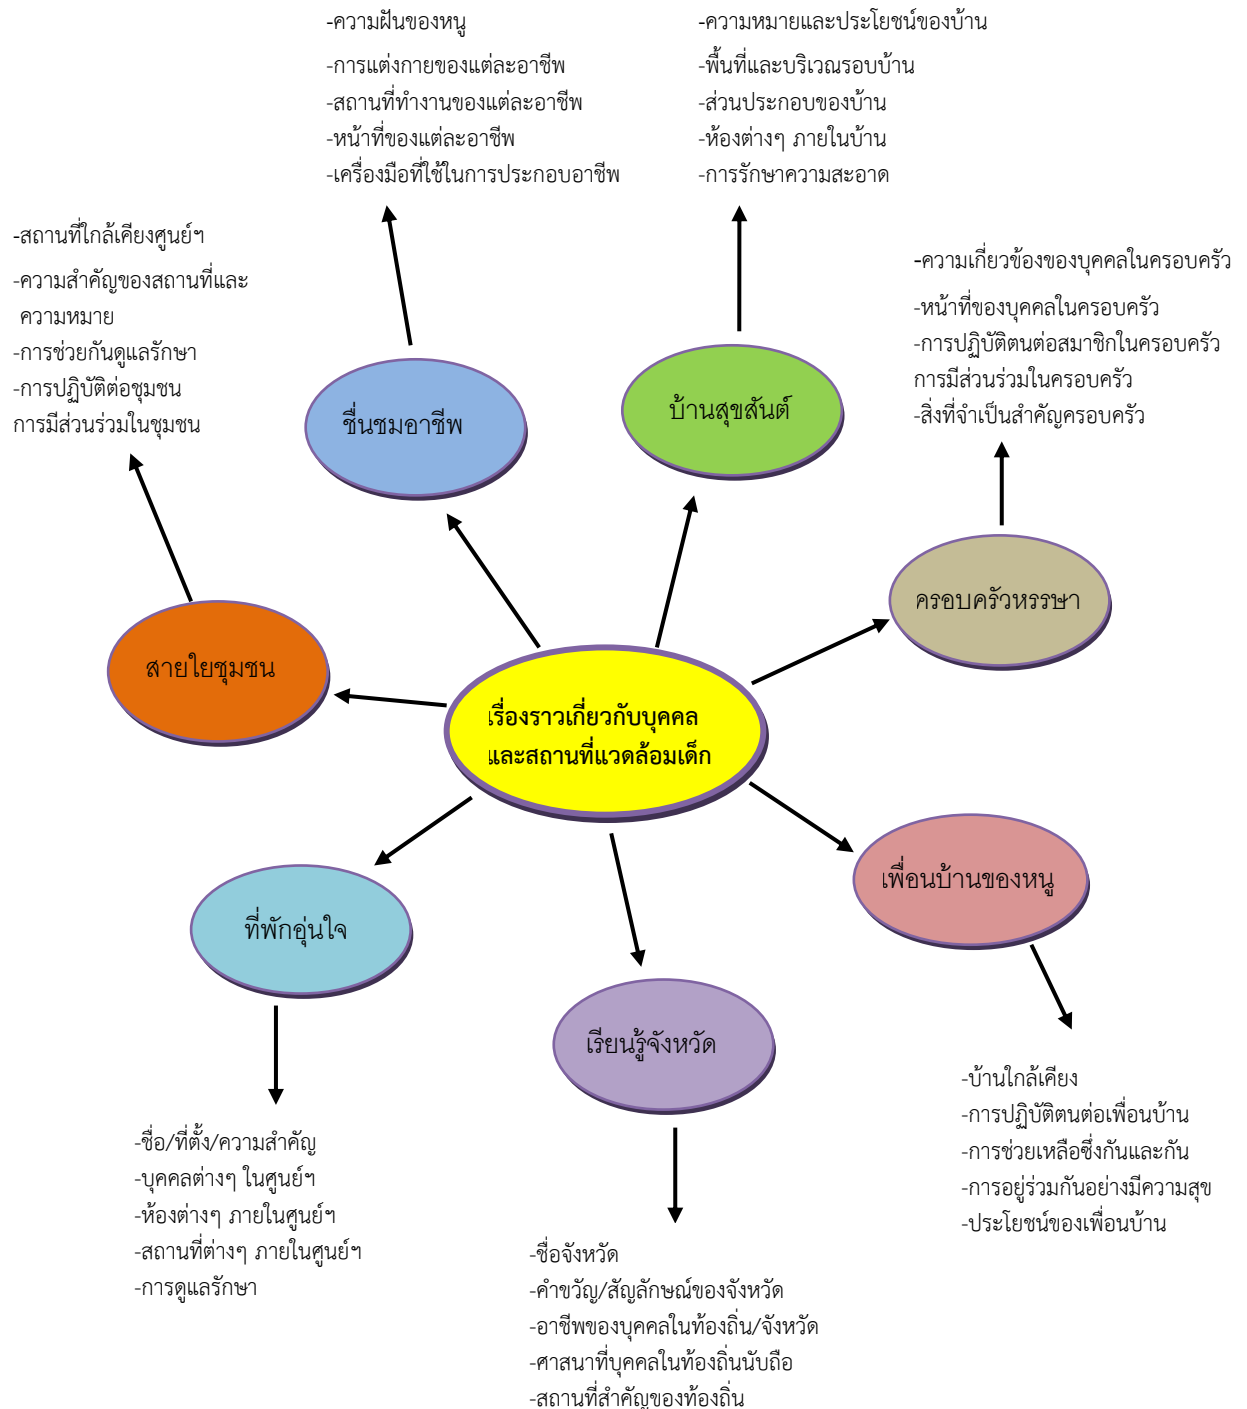 -ความฝันของหนู
-การแต่งกายของแต่ละอาชีพ
-สถานที่ทำงานของแต่ละอาชีพ
-หน้าที่ของแต่ละอาชีพ
-เครื่องมือที่ใช้ในการประกอบอาชีพ
-ความหมายและประโยชน์ของบ้าน
-พื้นที่และบริเวณรอบบ้าน
-ส่วนประกอบของบ้าน
-ห้องต่างๆ ภายในบ้าน
-การรักษาความสะอาด
-สถานที่ใกล้เคียงศูนย์ฯ
-ความสำคัญของสถานที่และ
ความหมาย
-การช่วยกันดูแลรักษา
-การปฏิบัติต่อชุมชน
การมีส่วนร่วมในชุมชน
-ความเกี่ยวข้องของบุคคลในครอบครัว
-หน้าที่ของบุคคลในครอบครัว
-การปฏิบัติตนต่อสมาชิกในครอบครัว
การมีส่วนร่วมในครอบครัว
-สิ่งที่จำเป็นสำคัญครอบครัว
ชื่นชมอาชีพ
บ้านสุขสันต์
ครอบครัวหรรษา
สายใยชุมชน
เรื่องราวเกี่ยวกับบุคคล
และสถานที่แวดล้อมเด็ก
เพื่อนบ้านของหนู
ที่พักอุ่นใจ
เรียนรู้จังหวัด
-บ้านใกล้เคียง
-การปฏิบัติตนต่อเพื่อนบ้าน
-การช่วยเหลือซึ่งกันและกัน
-การอยู่ร่วมกันอย่างมีความสุข
-ประโยชน์ของเพื่อนบ้าน
-ชื่อ/ที่ตั้ง/ความสำคัญ
-บุคคลต่างๆ ในศูนย์ฯ
-ห้องต่างๆ ภายในศูนย์ฯ
-สถานที่ต่างๆ ภายในศูนย์ฯ
-การดูแลรักษา
-ชื่อจังหวัด
-คำขวัญ/สัญลักษณ์ของจังหวัด
-อาชีพของบุคคลในท้องถิ่น/จังหวัด
-ศาสนาที่บุคคลในท้องถิ่นนับถือ
-สถานที่สำคัญของท้องถิ่น